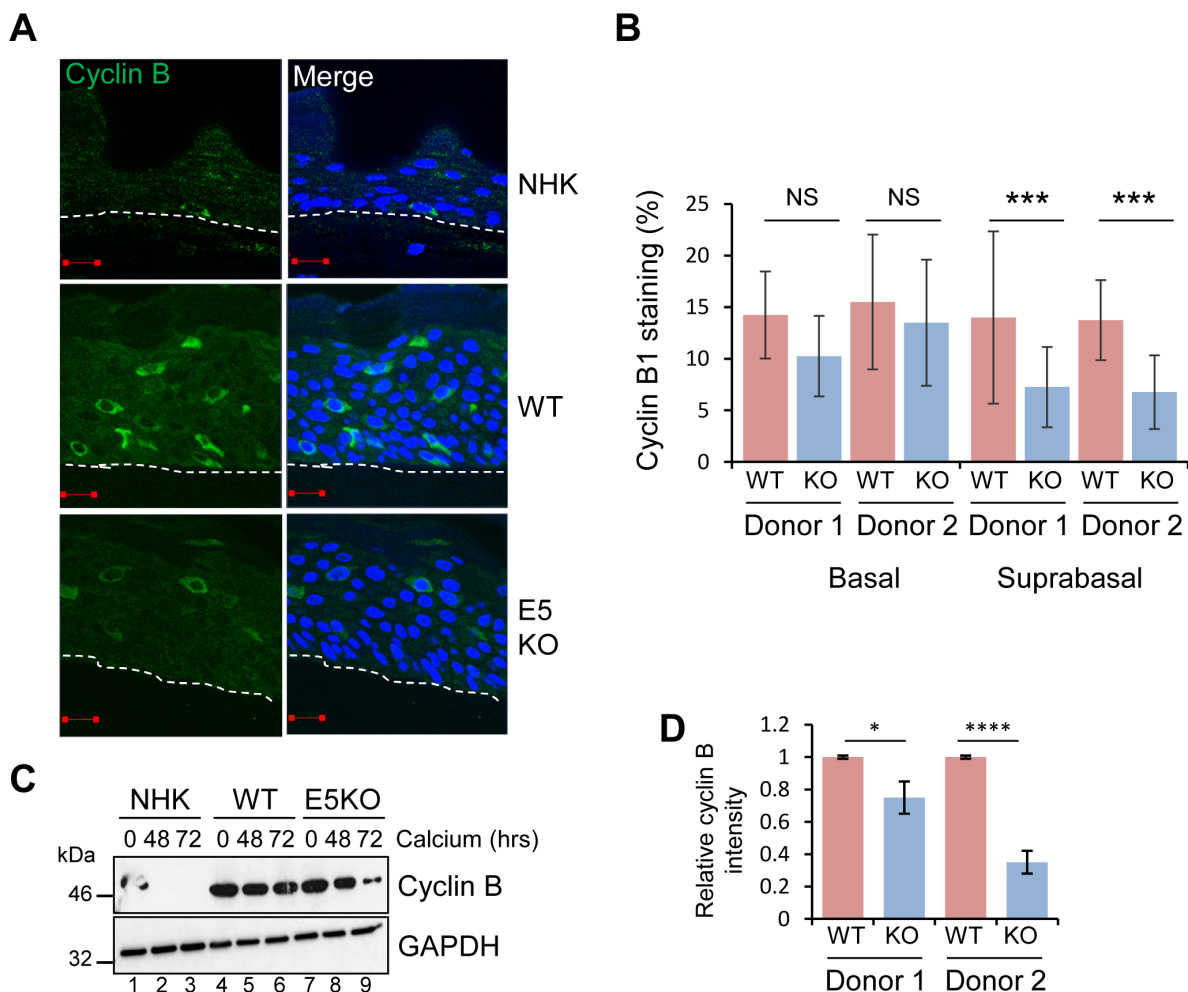 A
Cyclin B
Merge
NHK
WT
E5
KO
B
Cyclin B1 staining (%)
25
20
15
10
5
0
NS
NS
***
***
WT KO WT KO WT KO WT KO
Donor 1 Donor 2 Donor 1 Donor 2
Basal Suprabasal
C
NHK WT E5KO
0 48 72 0 48 72 0 48 72 Calcium (hrs)
kDa
46
Cyclin B
32
GAPDH
1 2 3 4 5 6 7 8 9
D
Relative cyclin B
intensity
1.2
1
0.8
0.6
0.4
0.2
0
*
****
WT KO WT KO
Donor 1 Donor 2